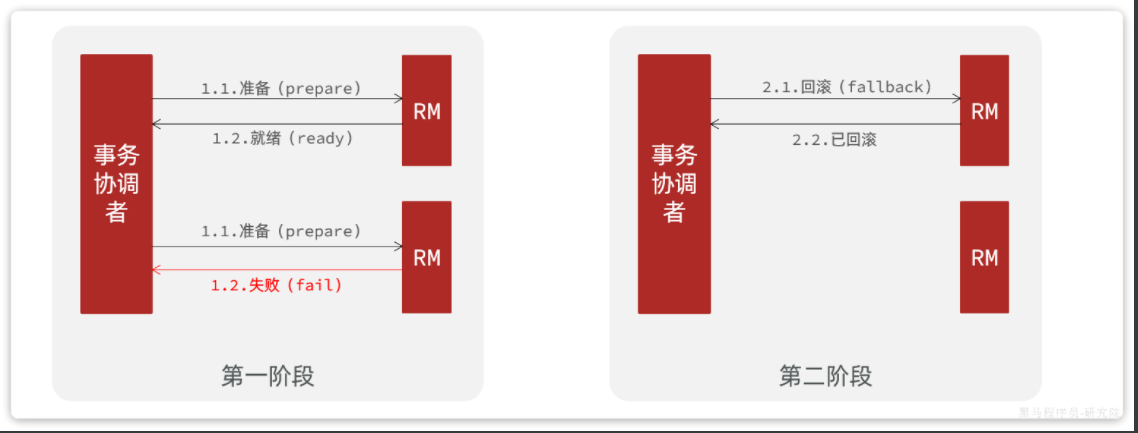 1.1.准备（prepare）
RM
1.2.就绪（ready）
事务
协调
者
1.1.准备（prepare）
RM
1.2.失败（fail）
第一阶段
2.1.回滚（fallback）
RM
2.2.已回滚
事务
协调
者
RM
第二阶段
黑马程序员-研究院